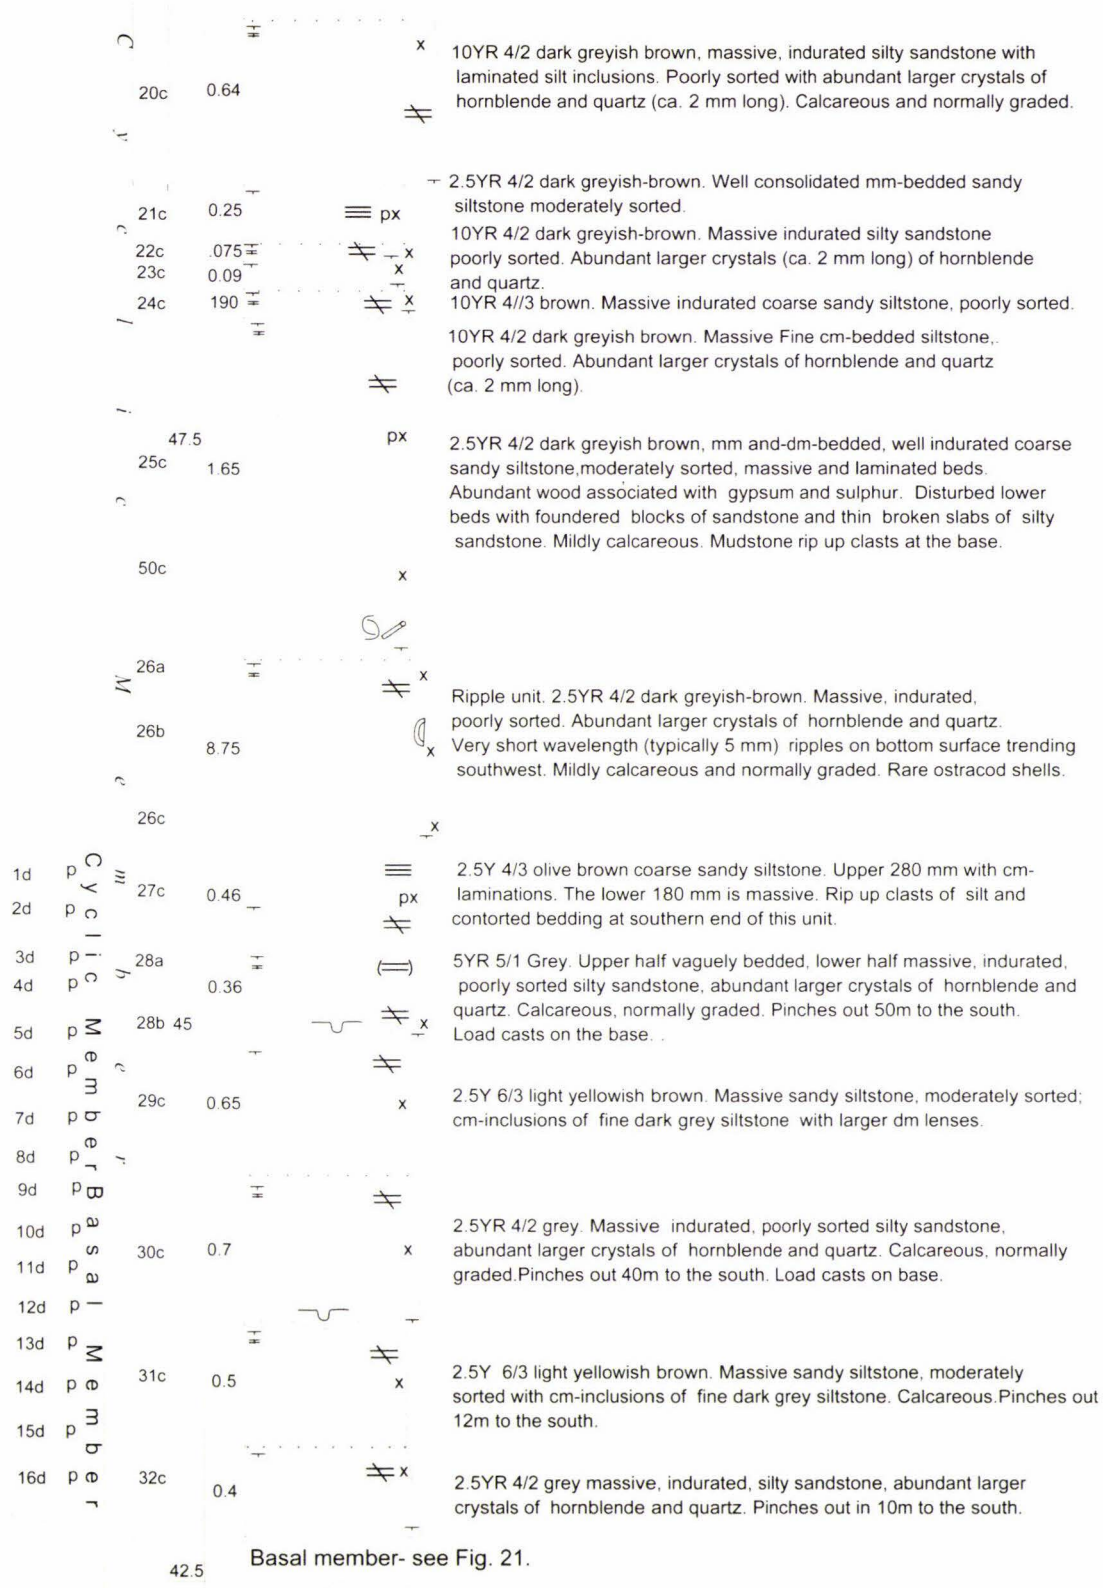 x
10YR 4/2 dark greyish brown, massive, indurated silty sandstone with
20c 0.64 laminated silt inclusions. Poorly sorted with abundant larger crystals of
hornblende and quartz (ca. 2 mm long). Calcareous and normally graded.
2.5YR 4/2 dark greyish-brown. Well consolidated mm-bedded sandy
21c 0.25 px siltstone moderately sorted.
10YR 4/2 dark greyish-brown. Massive indurated silty sandstone
22c .075 x poorly sorted. Abundant larger crystals (ca. 2 mm long) of hornblende
23c 0.09 x and quartz.
24c 190 x 10YR 4//3 brown. Massive indurated coarse sandy siltstone, poorly sorted.
10YR 4/2 dark greyish brown. Massive Fine cm-bedded siltstone,.
poorly sorted. Abundant larger crystals of hornblende and quartz
(ca. 2 mm long).
47.5 px 2.5YR 4/2 dark greyish brown, mm and-dm-bedded, well indurated coarse
25c 1.65 sandy siltstone,moderately sorted, massive and laminated beds.
Abundant wood associated with gypsum and sulphur. Disturbed lower
beds with foundered blocks of sandstone and thin broken slabs of silty
sandstone. Mildly calcareous. Mudstone rip up clasts at the base.
50c x
26a x
Ripple unit. 2.5YR 4/2 dark greyish-brown. Massive, indurated,
26b poorly sorted. Abundant larger crystals of hornblende and quartz.
8.75 x Very short wavelength (typically 5 mm) ripples on bottom surface trending
southwest. Mildly calcareous and normally graded. Rare ostracod shells.
26c x
1d p 2.5Y 4/3 olive brown coarse sandy siltstone. Upper 280 mm with cm-
27c 0.46 px laminations. The lower 180 mm is massive. Rip up clasts of silt and
2d p contorted bedding at southern end of this unit.
3d p 28a 5YR 5/1 Grey. Upper half vaguely bedded, lower half massive, indurated,
4d p 0.36 poorly sorted silty sandstone, abundant larger crystals of hornblende and
28b 45 x quartz. Calcareous, normally graded. Pinches out 50m to the south.
5d p Load casts on the base. .
6d p
29c 0.65 x 2.5Y 6/3 light yellowish brown. Massive sandy siltstone, moderately sorted;
7d p cm-inclusions of fine dark grey siltstone with larger dm lenses.
8d p
9d p
10d p 2.5YR 4/2 grey. Massive indurated, poorly sorted silty sandstone,
30c 0.7 x abundant larger crystals of hornblende and quartz. Calcareous, normally
11d p graded.Pinches out 40m to the south. Load casts on base.
12d p
13d p
31c 0.5 x 2.5Y 6/3 light yellowish brown. Massive sandy siltstone, moderately
14d p sorted with cm-inclusions of fine dark grey siltstone. Calcareous.Pinches out
12m to the south.
15d p
16d p 32c x 2.5YR 4/2 grey massive, indurated, silty sandstone, abundant larger
0.4 crystals of hornblende and quartz. Pinches out in 10m to the south.
42.5 Basal member- see Fig. 21.
Cyclic Member
Cyclic Member Basal Member